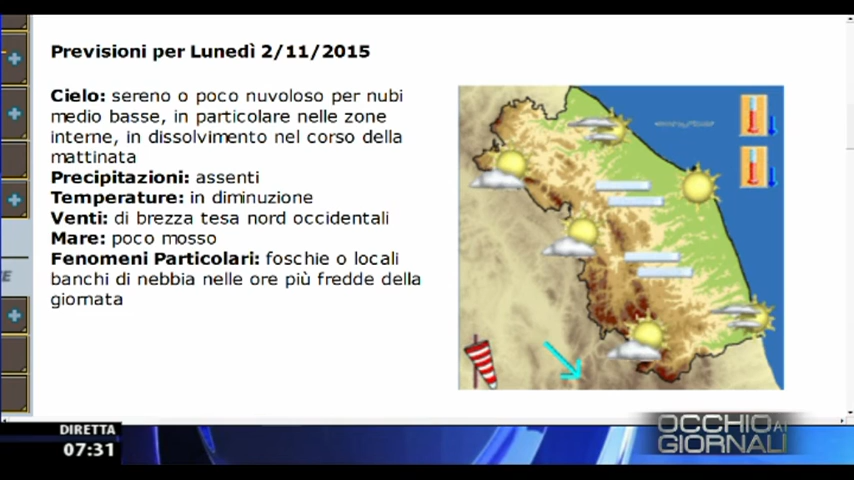 Previsioni per Lunedì 2/11/2015
Cielo: sereno o poco nuvoloso per nubi
medio basse, in particolare nelle zone
interne, in dissolvimento nel corso della
mattinata
Precipitazioni: assenti
Temperature: in diminuzione
Venti: di brezza tesa nord occidentali
Mare: poco mosso
Fenomeni Particolari: foschie o locali
banchi di nebbia nelle ore più fredde della
giornata
DIRETTA
07:31
OCCHIO AI
GIORNALI